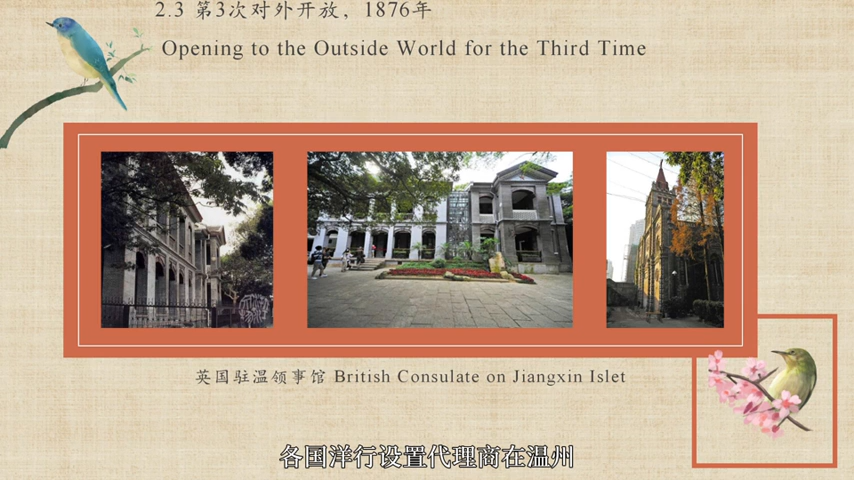 2.3 第3次对外开放，1876年
Opening to the Outside World for the Third Time
英国驻温领事馆 British Consulate on Jiangxin Islet
各国洋行设置代理商在温州